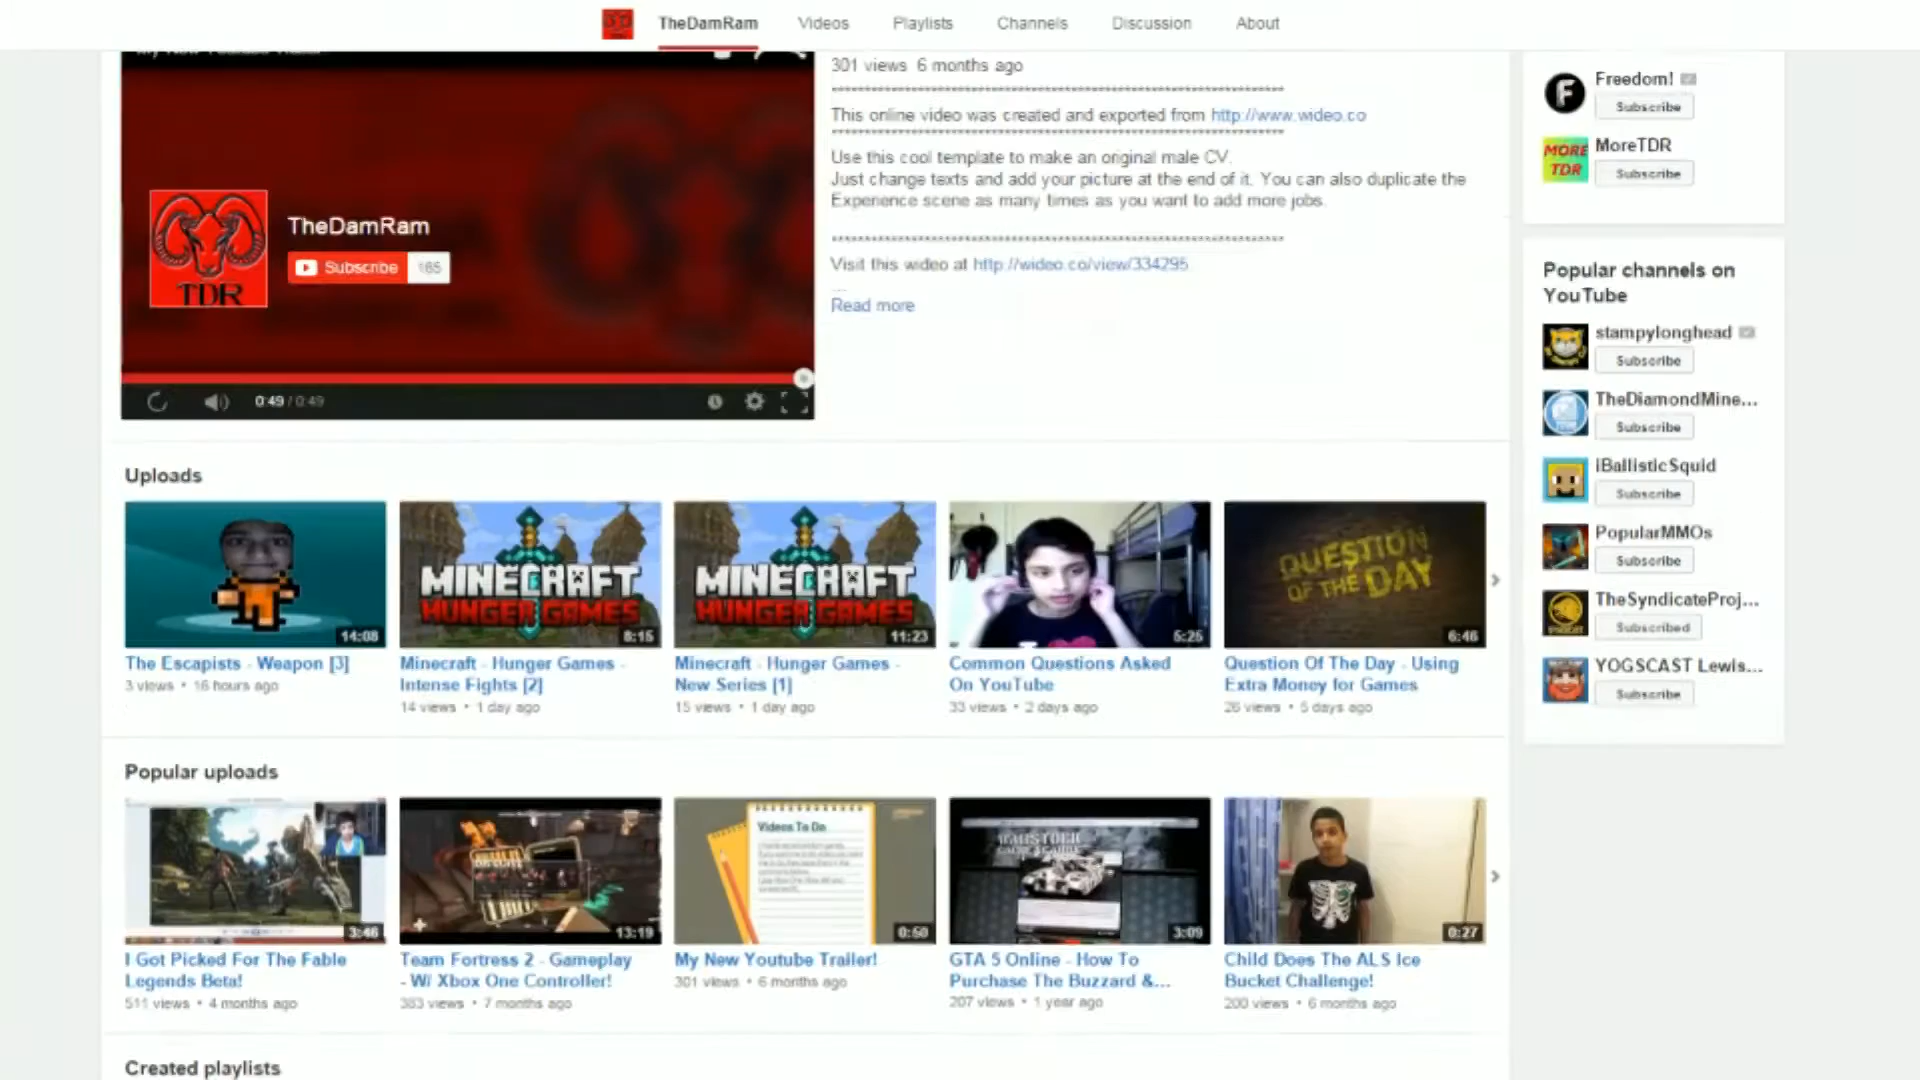 TheDamRam
Videos
Playlists
Channels
Discussion
About
301 views 6 months ago
This online video was created and exported from http://www.wideo.co
Use this cool template to make an original male CV.
Just change texts and add your picture at the end of it. You can also duplicate the
Experience scene as many times as you want to add more jobs.
Visit this wideo at http://wideo.co/view/334295
...
Read more
TDR
TheDamRam
Subscribe 165
0:49 / 0:49
Freedom!
Subscribe
MORE TDR
MoreTDR
Subscribe
Popular channels on
YouTube
stampylonghead
Subscribe
TheDiamondMine...
Subscribe
iBallisticSquid
Subscribe
PopularMMOs
Subscribe
TheSyndicateProj...
Subscribed
YOGSCAST Lewis...
Subscribe
Uploads
14:08
The Escapists - Weapon [3]
3 views • 16 hours ago
MINECRAFT
HUNGER GAMES
8:15
Minecraft - Hunger Games -
Intense Fights [2]
14 views • 1 day ago
MINECRAFT
HUNGER GAMES
11:23
Minecraft - Hunger Games -
New Series [1]
15 views • 1 day ago
5:25
Common Questions Asked
On YouTube
33 views • 2 days ago
QUESTION
OF THE DAY
6:46
Question Of The Day - Using
Extra Money for Games
26 views • 5 days ago
Popular uploads
3:46
I Got Picked For The Fable
Legends Beta!
511 views • 4 months ago
13:19
Team Fortress 2 - Gameplay
- W/ Xbox One Controller!
383 views • 7 months ago
Videos To Do
0:50
My New Youtube Trailer!
301 views • 6 months ago
3:09
GTA 5 Online - How To
Purchase The Buzzard &...
207 views • 1 year ago
0:27
Child Does The ALS Ice
Bucket Challenge!
200 views • 6 months ago
Created playlists